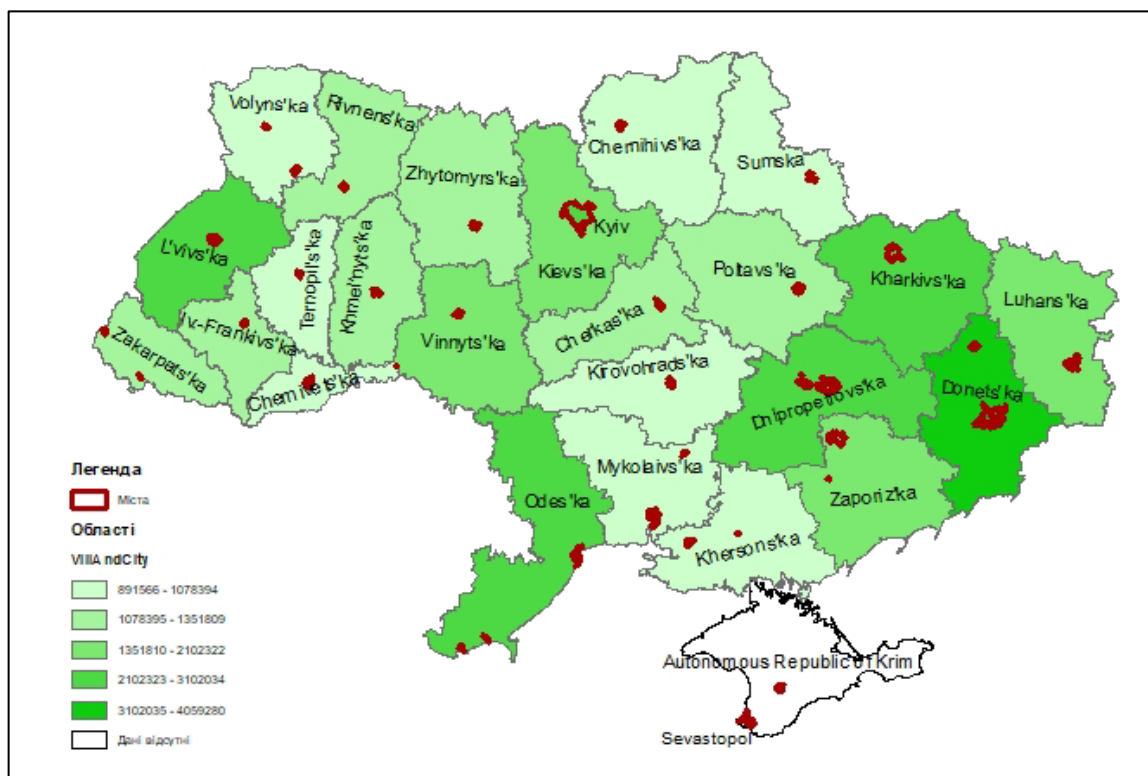 Volyns'ka
Rivnens'ka
Zhytomyrs'ka
Chernihivs'ka
Sumska
L'vivs'ka
Ternopil's'ka
Khmel'nyts'ka
Kyiv
Kievs'ka
Poltavs'ka
Kharkivs'ka
Luhans'ka
Zakarpats'ka
Iv-Frankivs'ka
Chernivets'ka
Vinnyts'ka
Cherkas'ka
Kirovohrads'ka
Dnipropetrovs'ka
Donets'ka
Odes'ka
Mykolaivs'ka
Zaporiz'ka
Khersons'ka
Autonomous Republic of Krim
Sevastopol
Легенда
Міста
Області
VillAndCity
891566 - 1078394
1078395 - 1351809
1351810 - 2102322
2102323 - 3102034
3102035 - 4059280
Дані відсутні